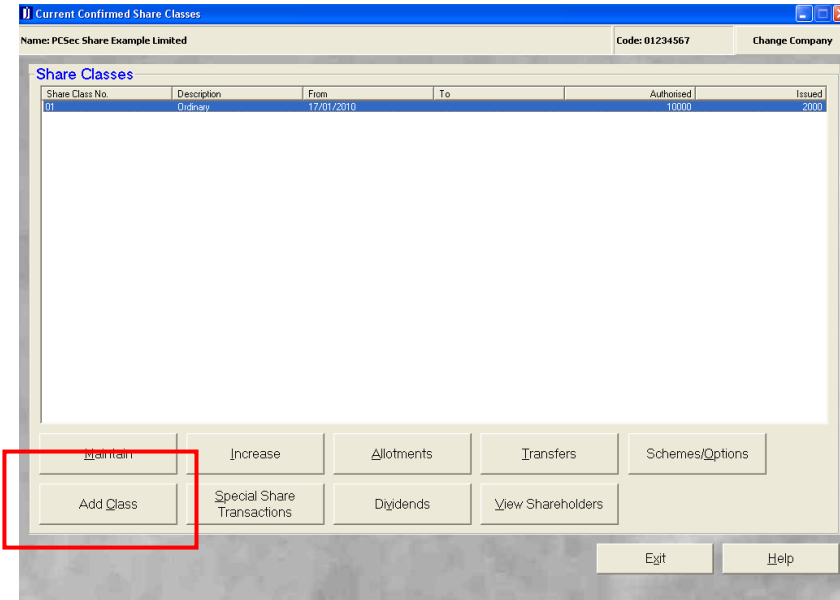 Current Confirmed Share Classes
Name: PCSec Share Example Limited Code: 01234567 Change Company
Share Classes
Share Class No. Description From To Authorised Issued
01 Ordinary 17/01/2010 10000 2000
Maintain Increase Allotments Transfers Schemes/Options
Add Class Special Share Transactions Dividends View Shareholders
Exit Help